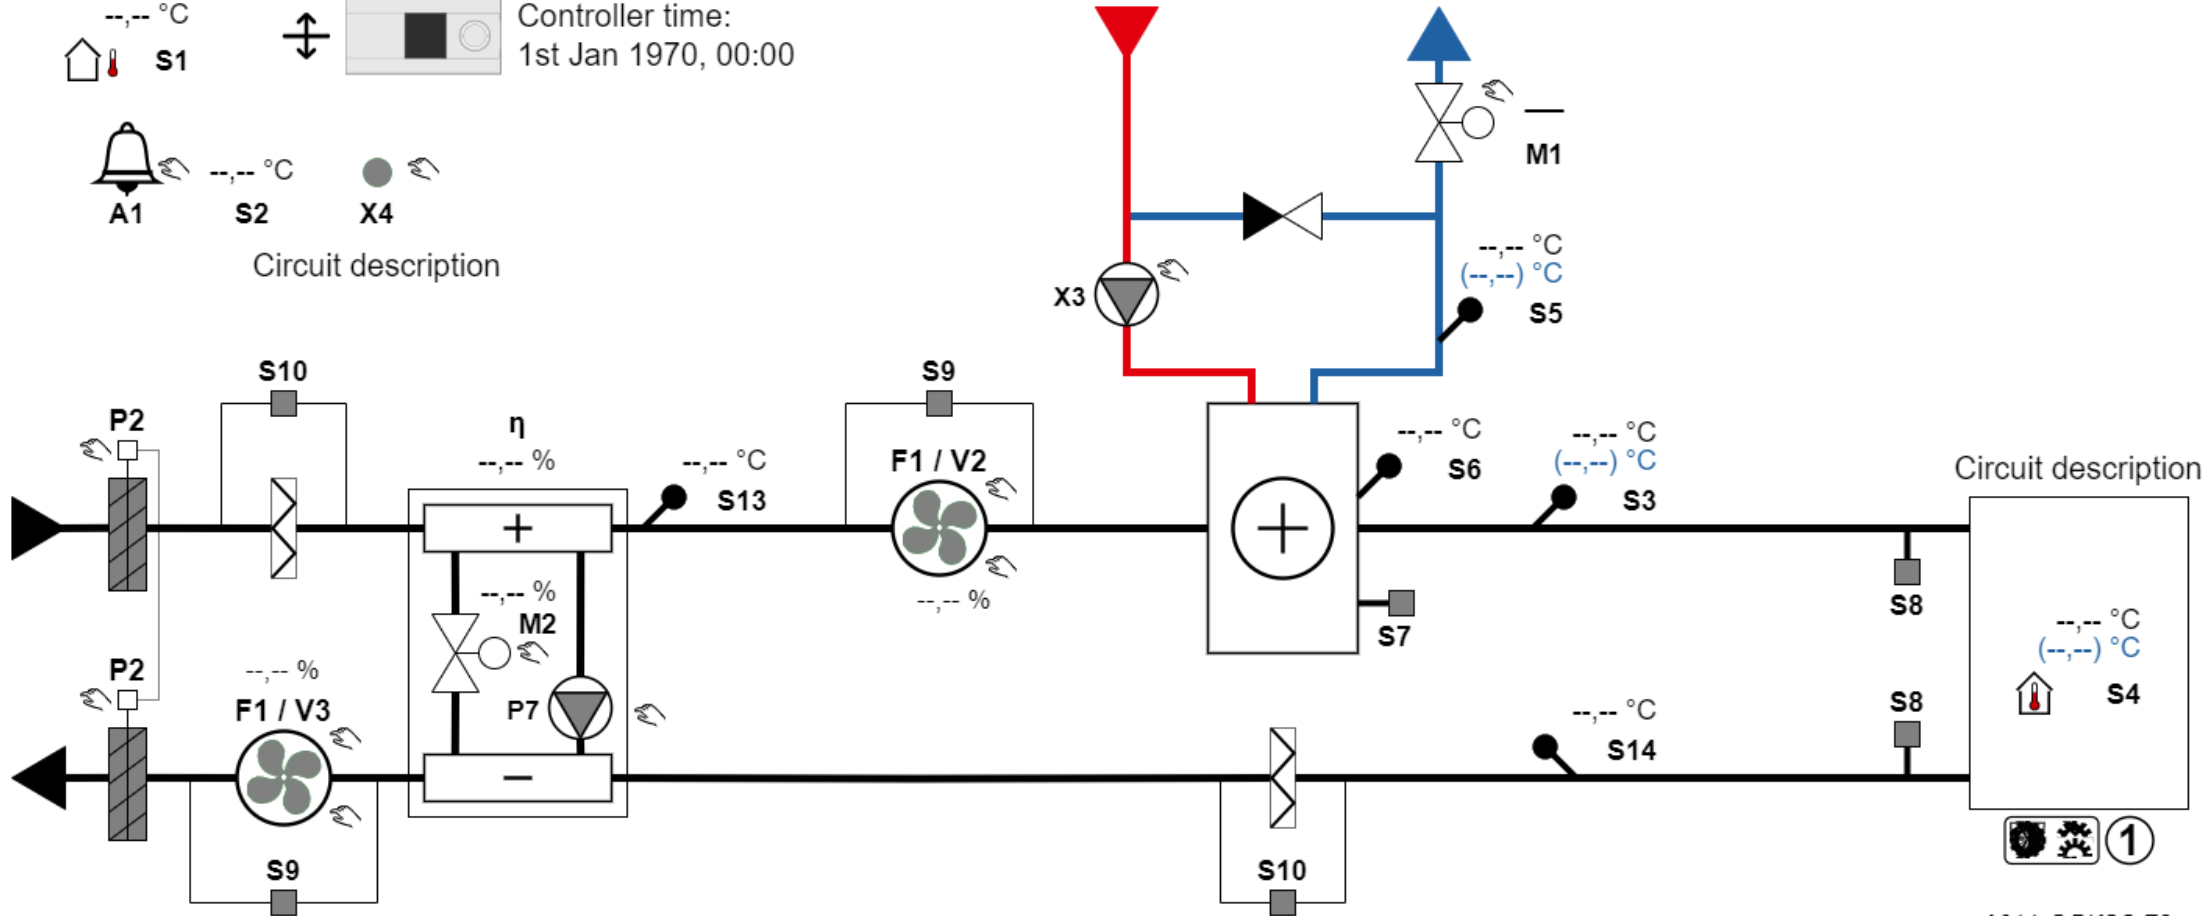 --,-- °C
S1
Controller time:
1st Jan 1970, 00:00
A1
--,-- °C
S2
X4
Circuit description
M1
--,-- °C
(--,--) °C
S5
X3
S10
S9
P2
η
--,-- %
--,-- °C
S13
F1 / V2
--,-- %
--,-- °C
S6
--,-- °C
(--,--) °C
S3
Circuit description
S7
S8
--,-- %
M2
P7
--,-- °C
(--,--) °C
S4
P2
--,-- %
F1 / V3
--,-- °C
S14
S8
S9
S10
1